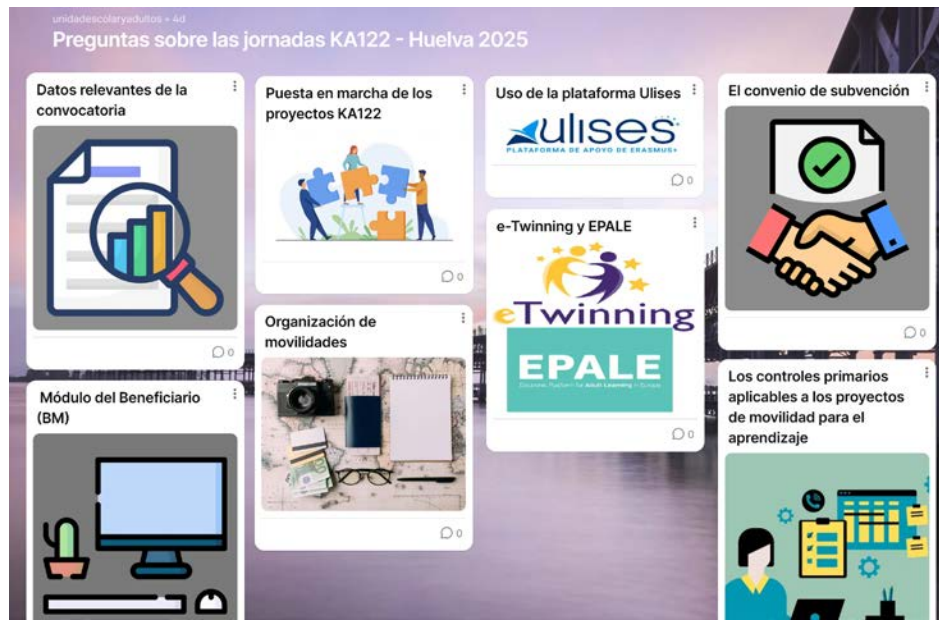 unidadescolaryadultos • 4d
Preguntas sobre las jornadas KA122 - Huelva 2025
Datos relevantes de la
convocatoria
0
Módulo del Beneficiario
(BM)
Puesta en marcha de los
proyectos KA122
0
Organización de
movilidades
0
Uso de la plataforma Ulises
ulises
PLATAFORMA DE APOYO DE ERASMUS+
0
e-Twinning y EPALE
eTwinning
EPALE
Electronic Platform for Adult Learning in Europe
0
El convenio de subvención
0
Los controles primarios
aplicables a los proyectos
de movilidad para el
aprendizaje